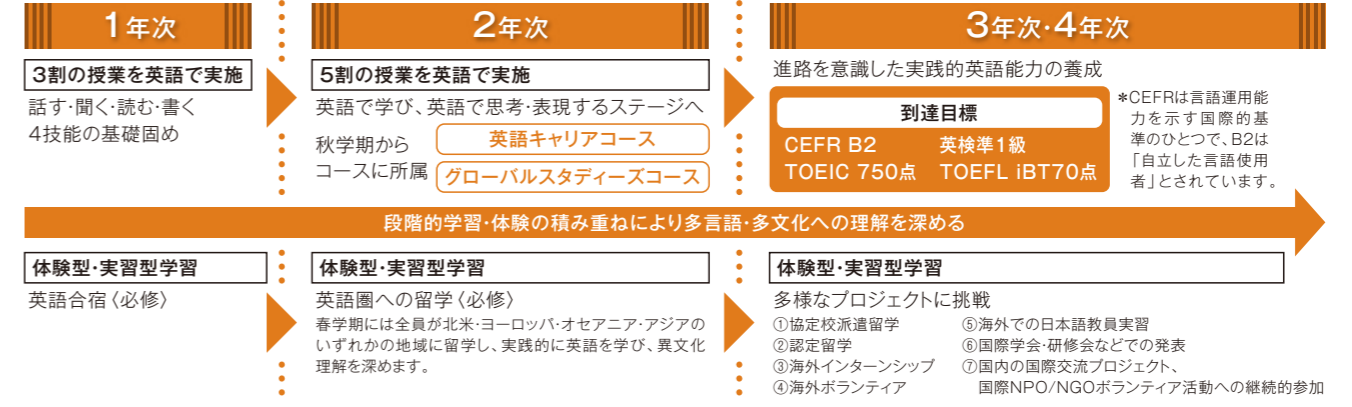 1年次
3割の授業を英語で実施
話す・聞く・読む・書く
4技能の基礎固め
2年次
5割の授業を英語で実施
英語で学び、英語で思考・表現するステージへ
秋学期から
コースに所属
英語キャリアコース
グローバルスタディーズコース
3年次・4年次
進路を意識した実践的英語能力の養成
到達目標
CEFR B2 英検準1級
TOEIC 750点 TOEFL iBT70点
*CEFRは言語運用能
力を示す国際的基
準のひとつで、B2は
「自立した言語使用
者」とされています。
段階的学習・体験の積み重ねにより多言語・多文化への理解を深める
体験型・実習型学習
英語合宿〈必修〉
体験型・実習型学習
英語圏への留学〈必修〉
春学期には全員が北米・ヨーロッパ・オセアニア・アジアの
いずれかの地域に留学し、実践的に英語を学び、異文化
理解を深めます。
体験型・実習型学習
多様なプロジェクトに挑戦
①協定校派遣留学
②認定留学
③海外インターンシップ
④海外ボランティア
⑤海外での日本語教員実習
⑥国際学会・研修会などでの発表
⑦国内の国際交流プロジェクト、
国際NPO/NGOボランティア活動への継続的参加